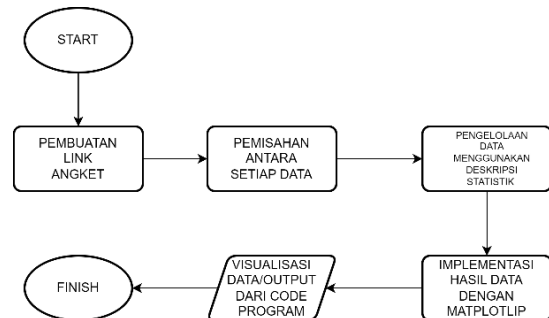 START
PEMBUATAN
LINK
ANGKET
PEMISAHAN
ANTARA
SETIAP DATA
PENGELOLAAN
DATA
MENGGUNAKAN
DESKRIPSI
STATISTIK
IMPLEMENTASI
HASIL DATA
DENGAN
MATPLOTLIP
VISUALISASI
DATA/OUTPUT
DARI CODE
PROGRAM
FINISH